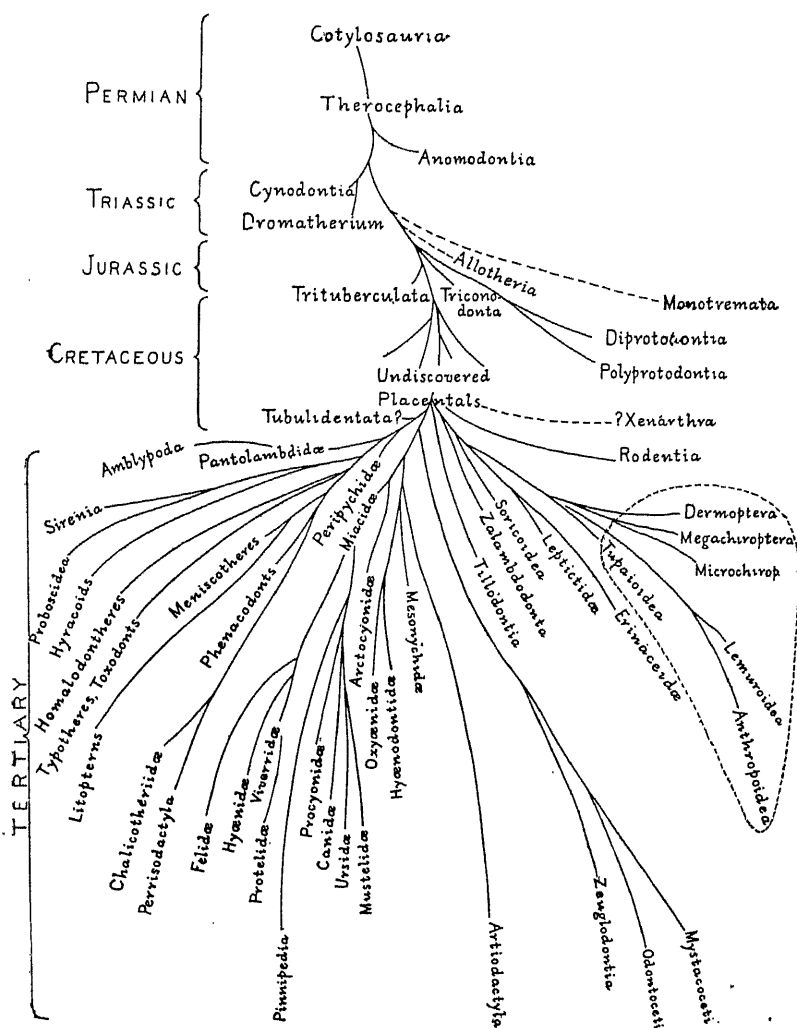 Cotylosauria
PERMIAN
Therocephalia
Anomodontia
Cynodontia
TRIASSIC
Dromatherium
Allotheria
JURASSIC
Trituberculata
Tricono-
donta
Monotremata
Diprotodontia
CRETACEOUS
Polyprotodontia
Undiscovered
Placentals
Tubulidentata?
?Xenarthra
Amblypoda
Pantolambdidæ
Rodentia
Sirenia
Proboscidea
Hyracoids
Homalodontheres
Typotheres, Toxodonts
Litopterns
Meniscotheres
Phenacodonts
Periptychidæ
Miacidæ
Arctocyonidæ
Oxyænidæ
Hyænodontidæ
Mesonychidæ
Tillodontia
Zalambdodonta
Soricoidea
Leptictidæ
Erinaceidæ
Tupaioidea
Dermoptera
Megachiroptera
Microchirop.
Lemuroidea
Anthropoidea
TERTIARY
Chalicotheriidæ
Perrisodactyla
Felidæ
Hyænidæ
Viverridæ
Protelidæ
Pinnipedia
Procyonidæ
Canidæ
Ursidæ
Mustelidæ
Artiodactyla
Zeuglodontia
Odontoceti
Mystacoceti